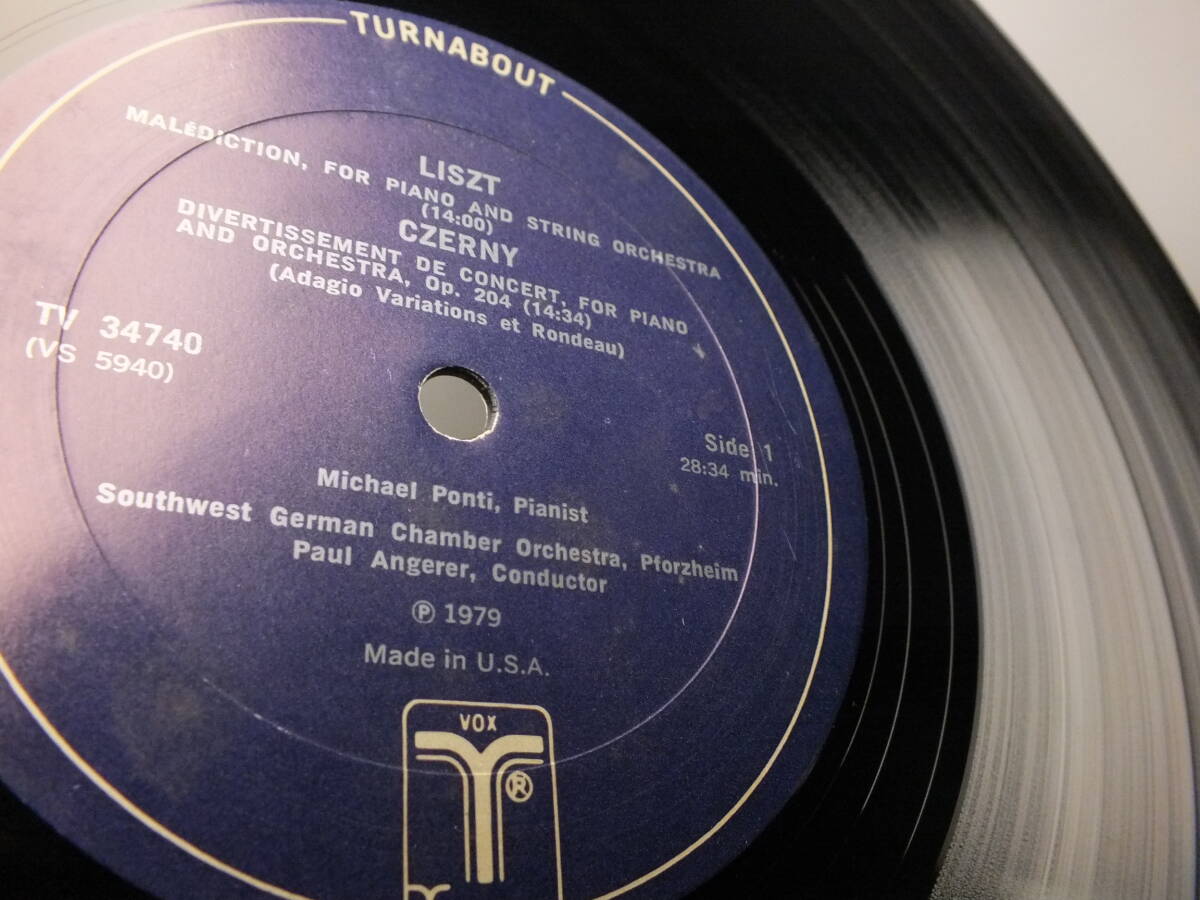 TURNABOUT
LISZT
MALéDICTION, FOR PIANO AND STRING ORCHESTRA
(14:00)
CZERNY
DIVERTISSEMENT DE CONCERT, FOR PIANO
AND ORCHESTRA, Op. 204 (14:34)
(Adagio Variations et Rondeau)
TV 34740
(VS 5940)
Side 1
28:34 min.
Michael Ponti, Pianist
Southwest German Chamber Orchestra, Pforzheim
Paul Angerer, Conductor
℗ 1979
Made in U.S.A.
VOX
®